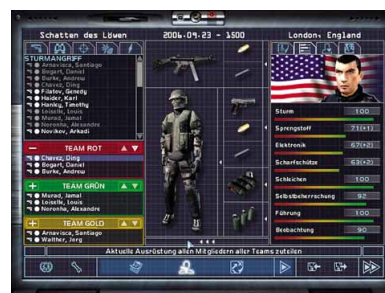 Schatten des Löwen
2006.09.23 - 1500
London, England
STURMANGRIFF
Arnavisca, Santiago
Bogart, Daniel
Burke, Andrew
Filatev, Genedy
Haider, Karl
Hanley, Timothy
Loiselle, Louis
Murad, Jamal
Noronha, Alexandre
Novikov, Arkadi
TEAM ROT
Chavez, Ding
Bogart, Daniel
Burke, Andrew
TEAM GRÜN
Murad, Jamal
Loiselle, Louis
Noronha, Alexandre
TEAM GOLD
Arnavisca, Santiago
Walther, Jorg
Sturm 100
Sprengstoff 71(+1)
Elektronik 67(+2)
Scharfschütze 63(+2)
Schleichen 100
Selbstbeherrschung 92
Führung 100
Beobachtung 90
Aktuelle Ausrüstung allen Mitgliedern aller Teams zuteilen